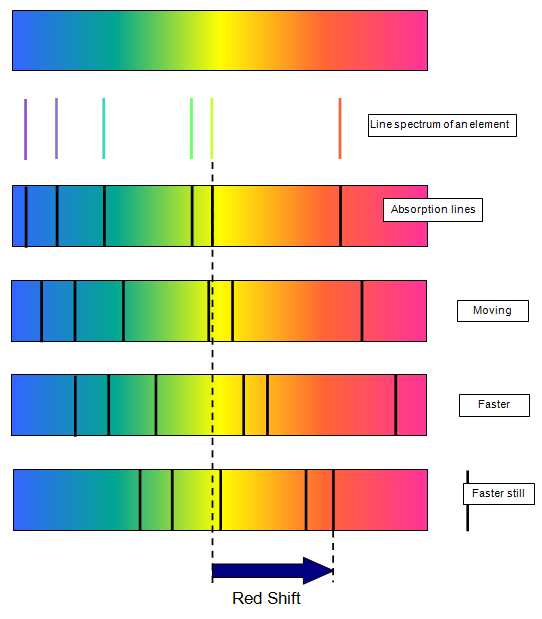 Line spectrum of an element
Absorption lines
Moving
Faster
Faster still
Red Shift